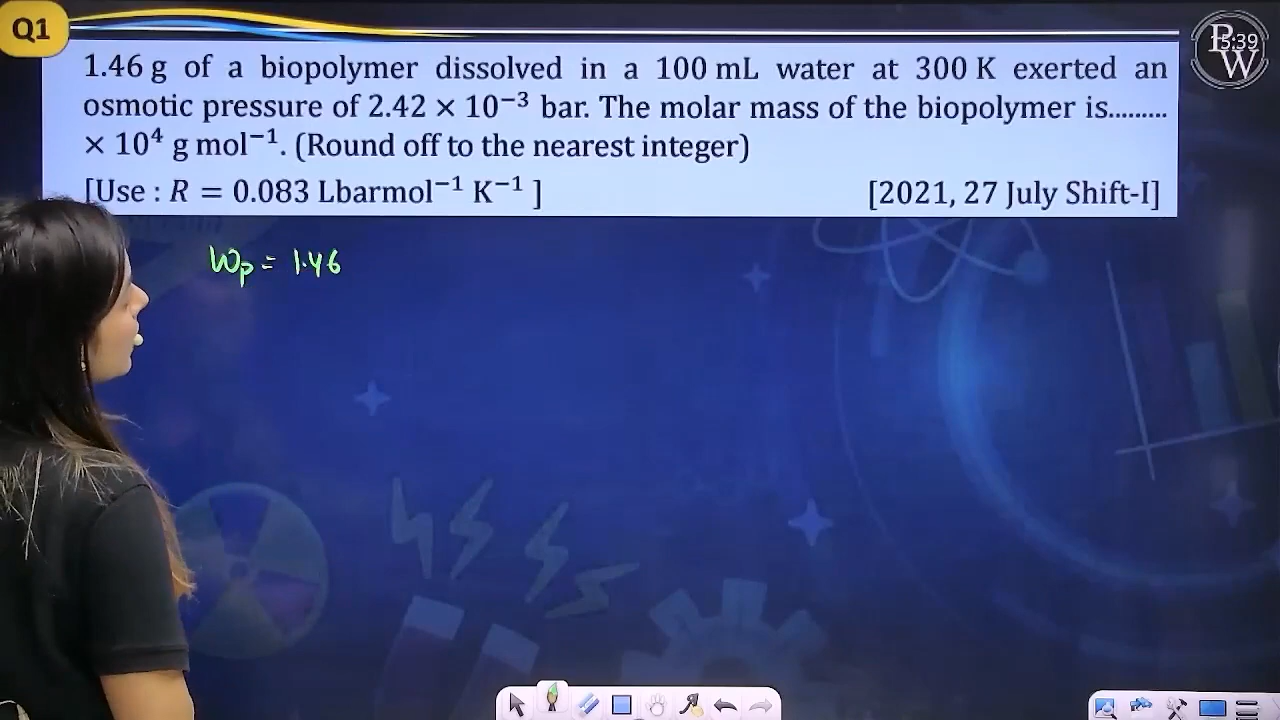 Q1
5:39
PW
1.46 g of a biopolymer dissolved in a 100 mL water at 300 K exerted an
osmotic pressure of 2.42 × 10⁻³ bar. The molar mass of the biopolymer is.........
× 10⁴ g mol⁻¹. (Round off to the nearest integer)
[Use : R = 0.083 Lbarmol⁻¹ K⁻¹ ] [2021, 27 July Shift-I]
Wp = 1.46